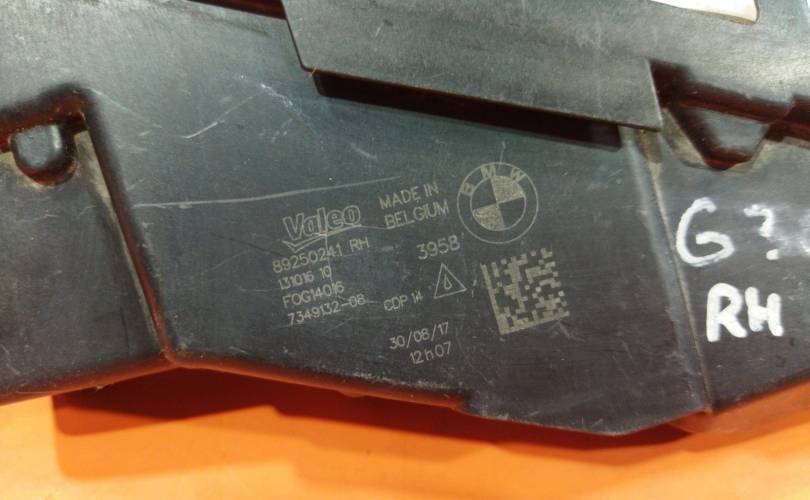 Valeo
MADE IN
BELGIUM
BMW
89250241 RH
3958
131016 10
FOG14016
7349132-08
CDP 14
30/08/17
12h07
RH